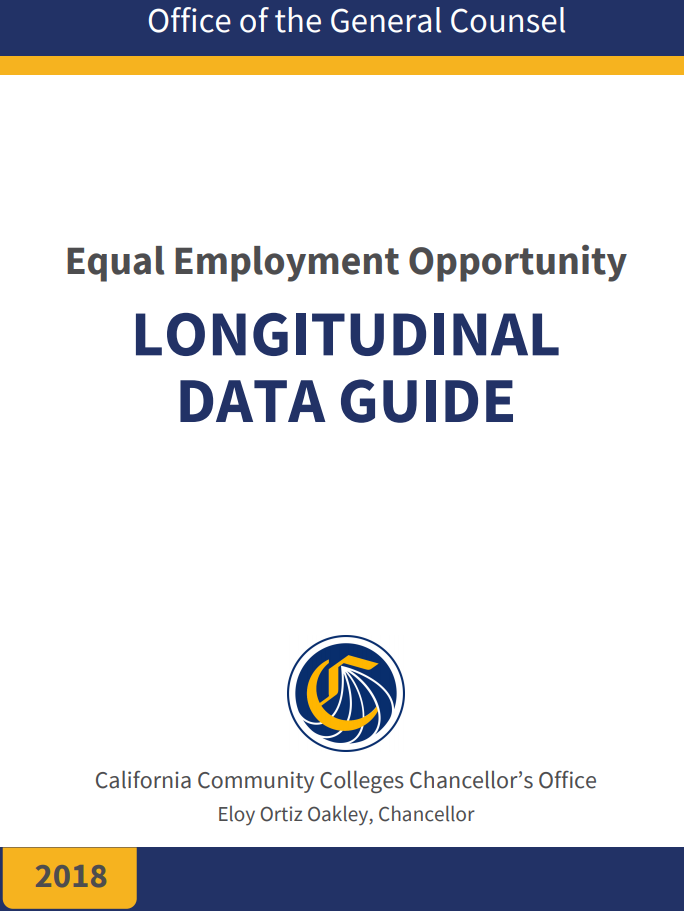 Office of the General Counsel
Equal Employment Opportunity
LONGITUDINAL
DATA GUIDE
C
California Community Colleges Chancellor’s Office
Eloy Ortiz Oakley, Chancellor
2018